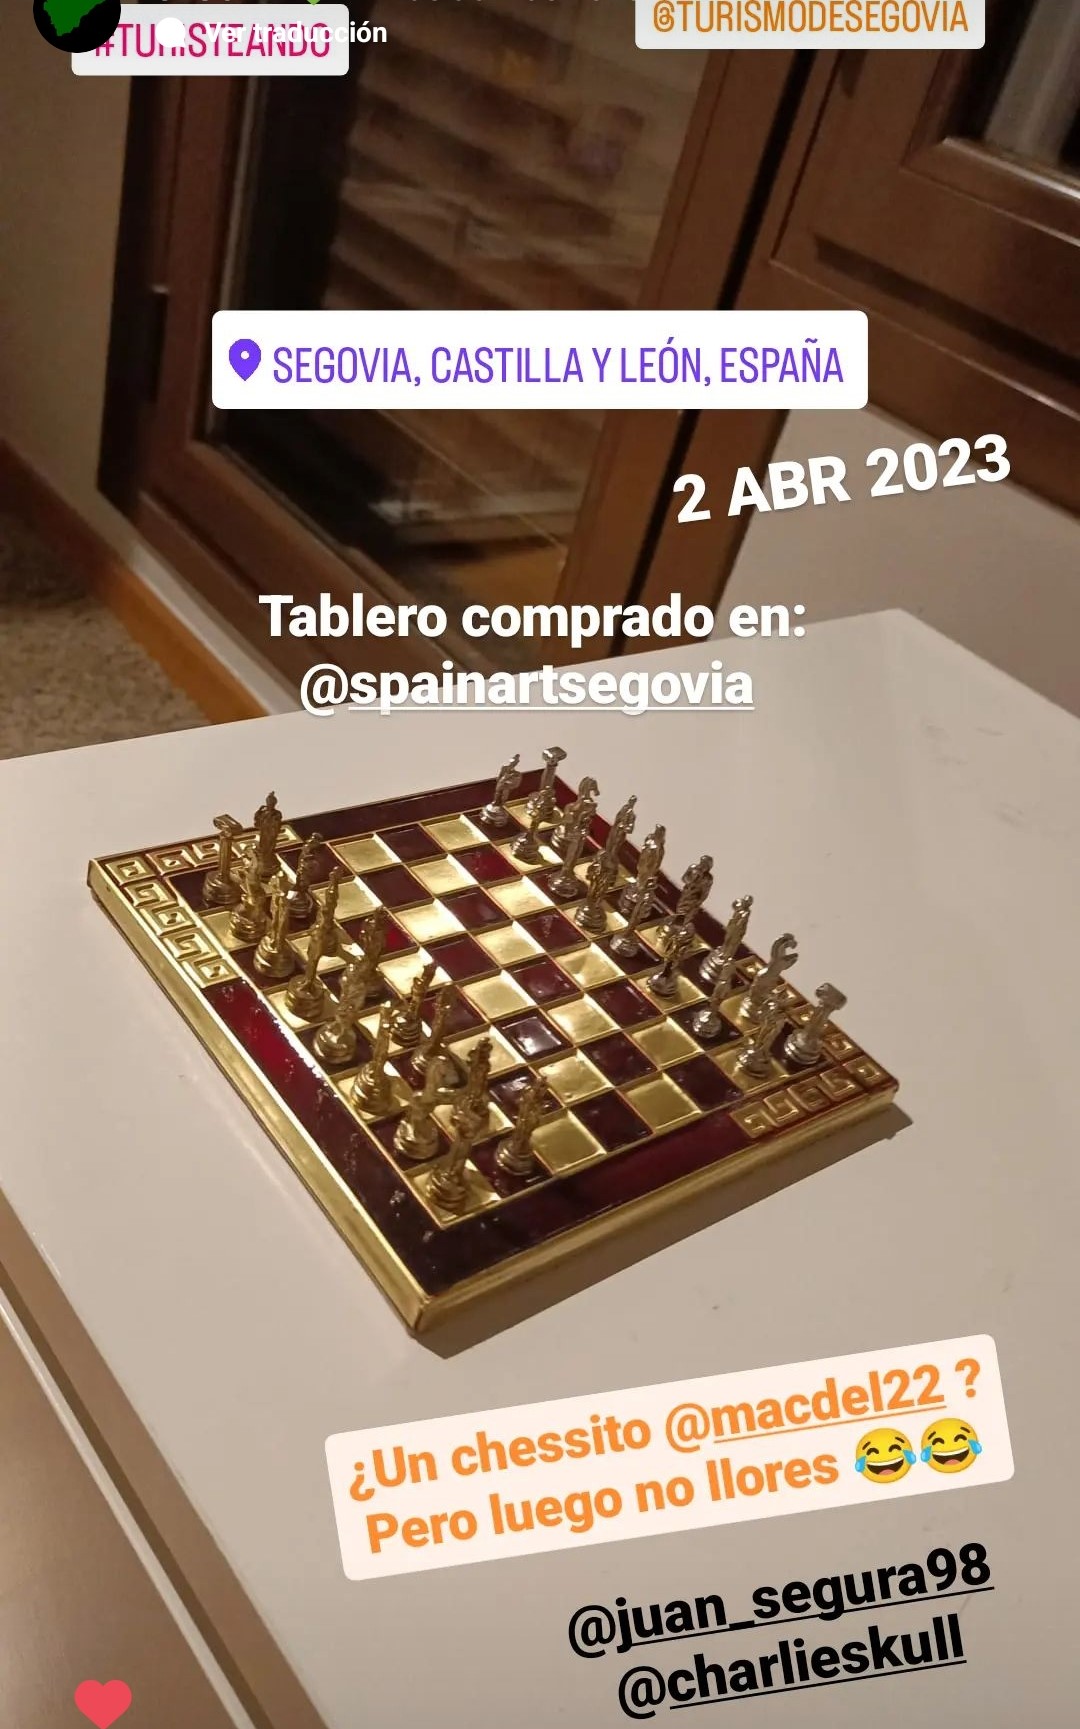 #TURISTEANDO
Ver traducción
@TURISMODESEGOVIA
SEGOVIA, CASTILLA Y LEÓN, ESPAÑA
2 ABR 2023
Tablero comprado en:
@spainartsegovia
¿Un chessito @macdel22 ?
Pero luego no llores 😂😂
@juan_segura98
@charlieskull